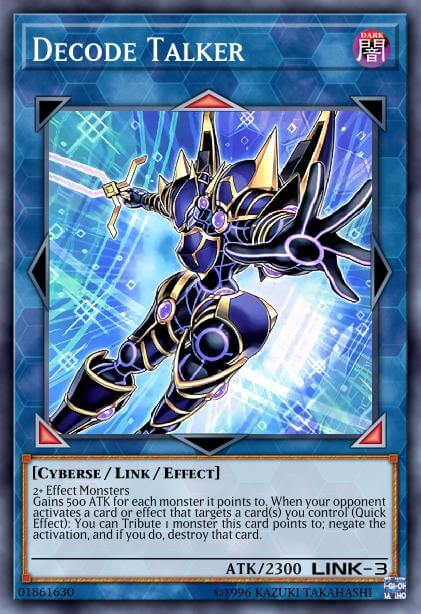 Decode Talker
DARK
闇
[Cyberse / Link / Effect]
2+ Effect Monsters
Gains 500 ATK for each monster it points to. When your opponent
activates a card or effect that targets a card(s) you control (Quick
Effect): You can Tribute 1 monster this card points to; negate the
activation, and if you do, destroy that card.
ATK/2300 LINK-3
01861630
©1996 KAZUKI TAKAHASHI